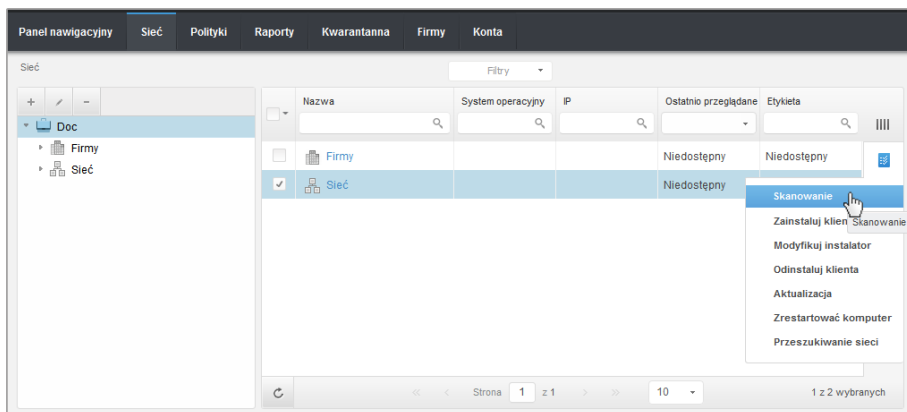 Panel nawigacyjny Sieć Polityki Raporty Kwarantanna Firmy Konta
Sieć Filtry
Nazwa System operacyjny IP Ostatnio przeglądane Etykieta
Doc
Firmy
Sieć
Firmy Niedostępny Niedostępny
Sieć Niedostępny
Skanowanie
Zainstaluj klien Skanowanie
Modyfikuj instalator
Odinstaluj klienta
Aktualizacja
Zrestartować komputer
Przeszukiwanie sieci
Strona 1 z 1 10 1 z 2 wybranych